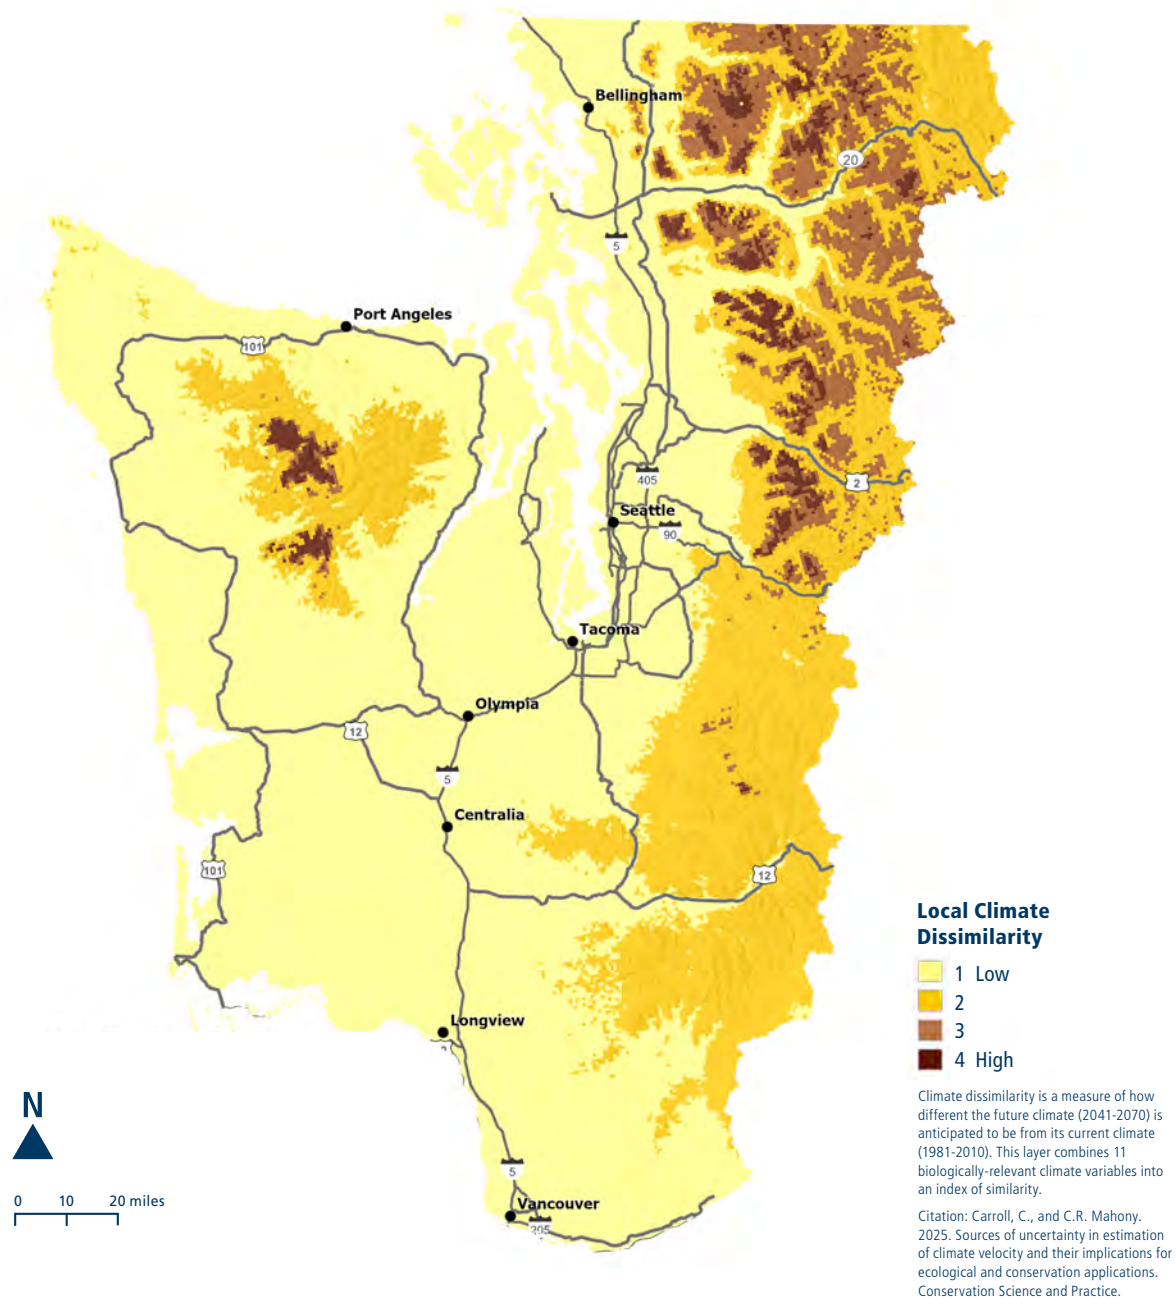 Bellingham
20
5
Port Angeles
101
2
405
Seattle
90
Tacoma
Olympia
12
5
Centralia
101
12
Local Climate
Dissimilarity
1 Low
2
3
4 High
Longview
Climate dissimilarity is a measure of how
different the future climate (2041-2070) is
anticipated to be from its current climate
(1981-2010). This layer combines 11
biologically-relevant climate variables into
an index of similarity.
N
0 10 20 miles
5
Vancouver
205
Citation: Carroll, C., and C.R. Mahony.
2025. Sources of uncertainty in estimation
of climate velocity and their implications for
ecological and conservation applications.
Conservation Science and Practice.